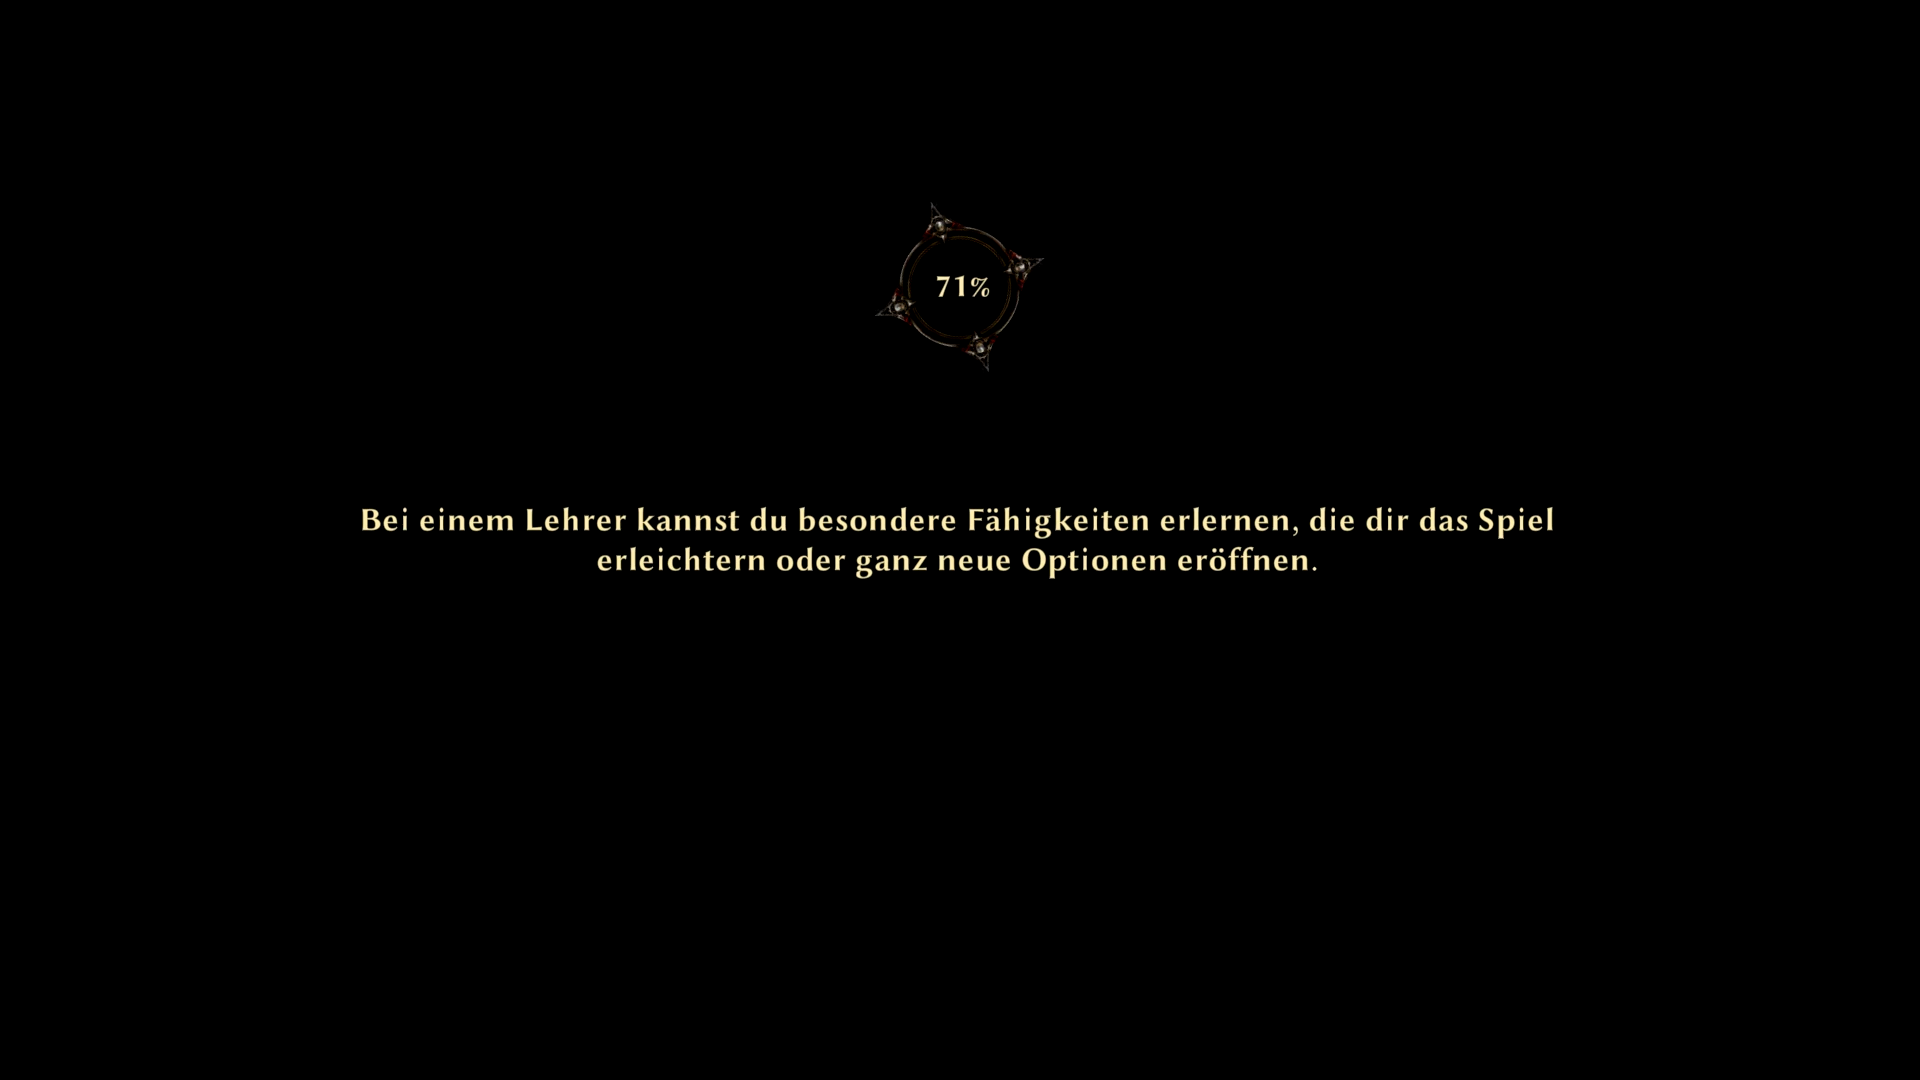 71%
Bei einem Lehrer kannst du besondere Fähigkeiten erlernen, die dir das Spiel
erleichtern oder ganz neue Optionen eröffnen.